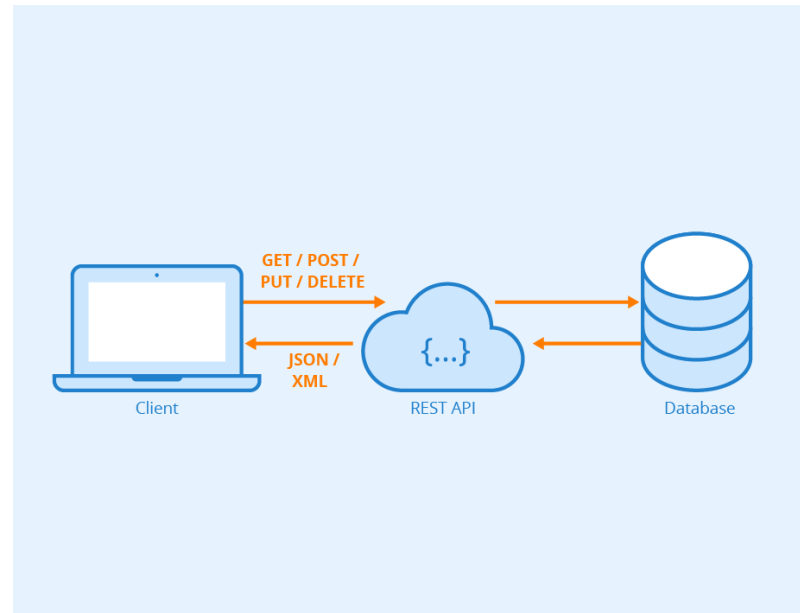 GET / POST /
PUT / DELETE
JSON /
XML
{...}
Client
REST API
Database